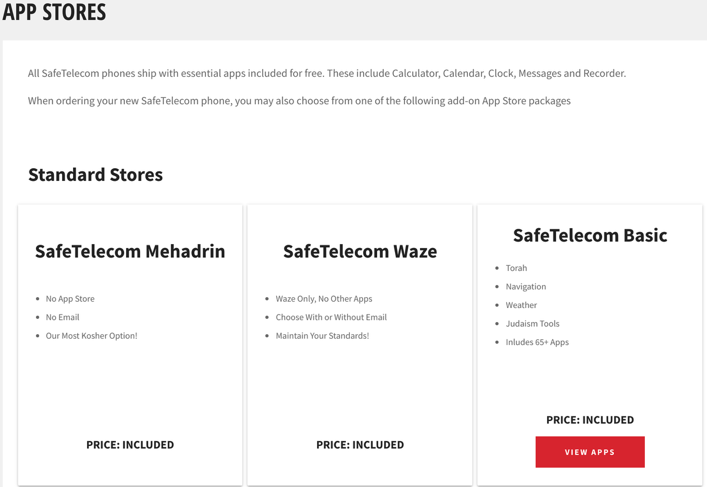 APP STORES
All SafeTelecom phones ship with essential apps included for free. These include Calculator, Calendar, Clock, Messages and Recorder.
When ordering your new SafeTelecom phone, you may also choose from one of the following add-on App Store packages
Standard Stores
SafeTelecom Mehadrin
No App Store
No Email
Our Most Kosher Option!
PRICE: INCLUDED
SafeTelecom Waze
Waze Only, No Other Apps
Choose With or Without Email
Maintain Your Standards!
PRICE: INCLUDED
SafeTelecom Basic
Torah
Navigation
Weather
Judaism Tools
Inludes 65+ Apps
PRICE: INCLUDED
VIEW APPS